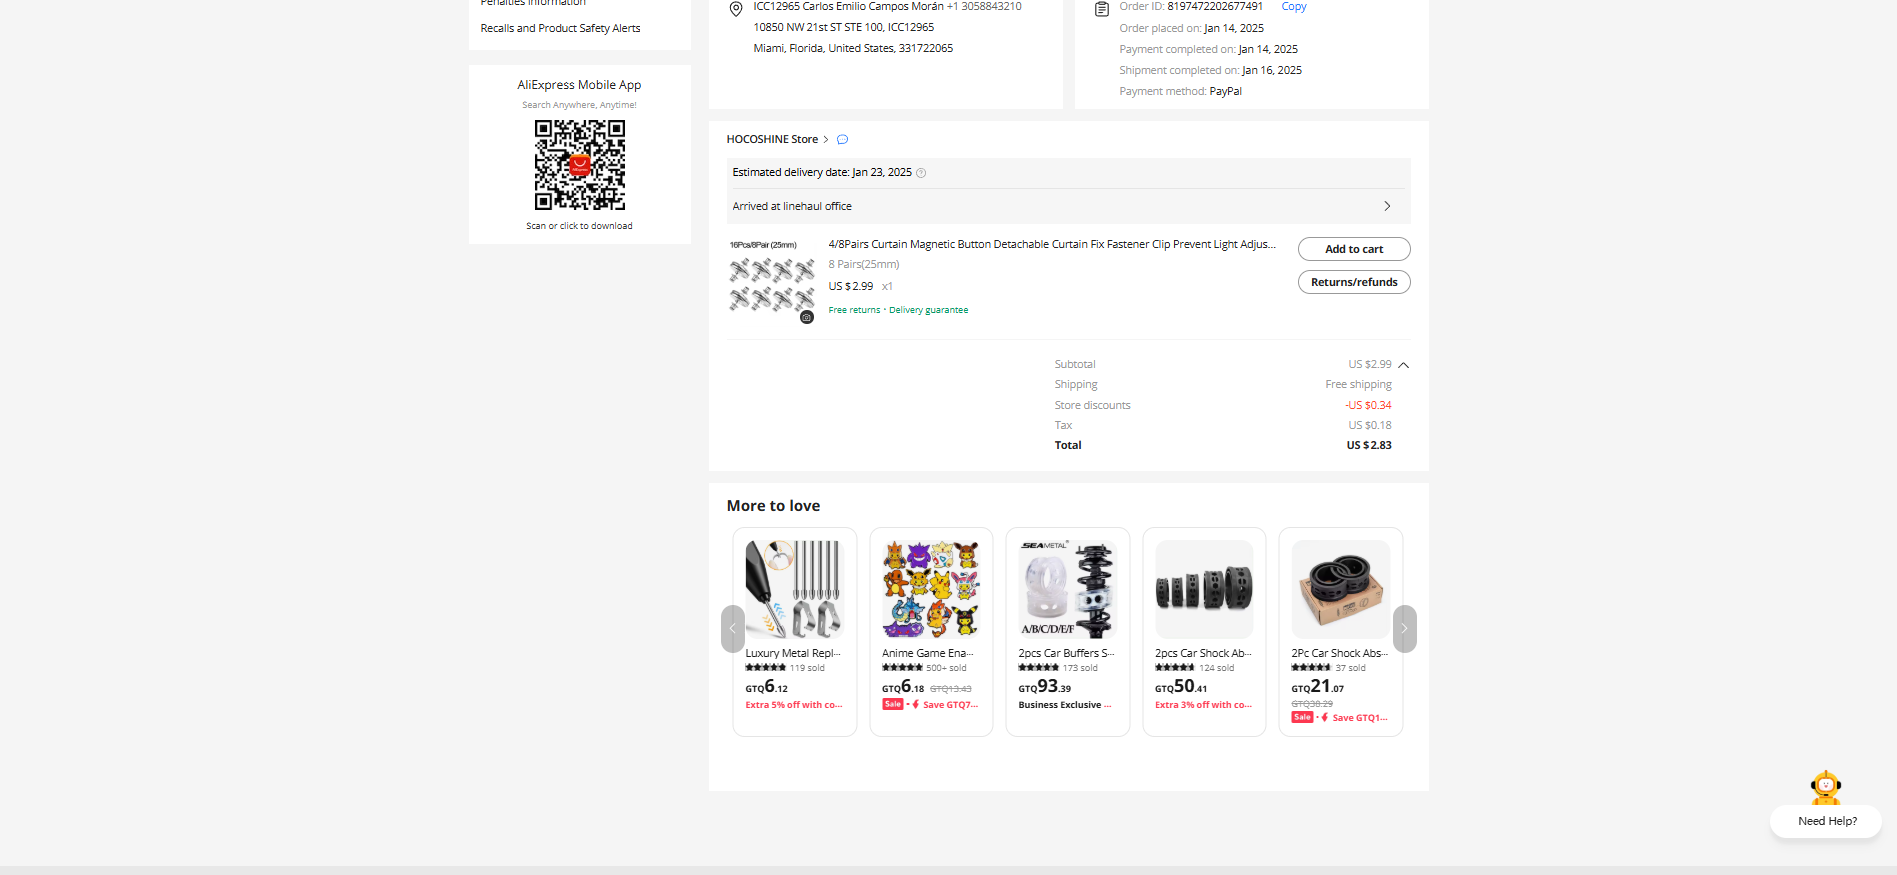 Penalties information
Recalls and Product Safety Alerts
AliExpress Mobile App
Search Anywhere, Anytime!
Scan or click to download
ICC12965 Carlos Emilio Campos Morán +1 3058843210
10850 NW 21st ST STE 100, ICC12965
Miami, Florida, United States, 331722065
Order ID: 8197472202677491 Copy
Order placed on: Jan 14, 2025
Payment completed on: Jan 14, 2025
Shipment completed on: Jan 16, 2025
Payment method: PayPal
HOCOSHINE Store
Estimated delivery date: Jan 23, 2025
Arrived at linehaul office
16Pcs/8Pair (25mm)
4/8Pairs Curtain Magnetic Button Detachable Curtain Fix Fastener Clip Prevent Light Adjus...
8 Pairs(25mm)
US $2.99 x1
Free returns · Delivery guarantee
Add to cart
Returns/refunds
Subtotal US $2.99
Shipping Free shipping
Store discounts -US $0.34
Tax US $0.18
Total US $2.83
More to love
Luxury Metal Repl...
119 sold
GTQ6.12
Extra 5% off with co...
Anime Game Ena...
500+ sold
GTQ6.18 GTQ13.43
Sale · Save GTQ7...
SEAMETAL
A/B/C/D/E/F
2pcs Car Buffers S...
173 sold
GTQ93.39
Business Exclusive ...
2pcs Car Shock Ab...
124 sold
GTQ50.41
Extra 3% off with co...
2Pc Car Shock Abs...
37 sold
GTQ21.07
GTQ38.29
Sale · Save GTQ1...
Need Help?